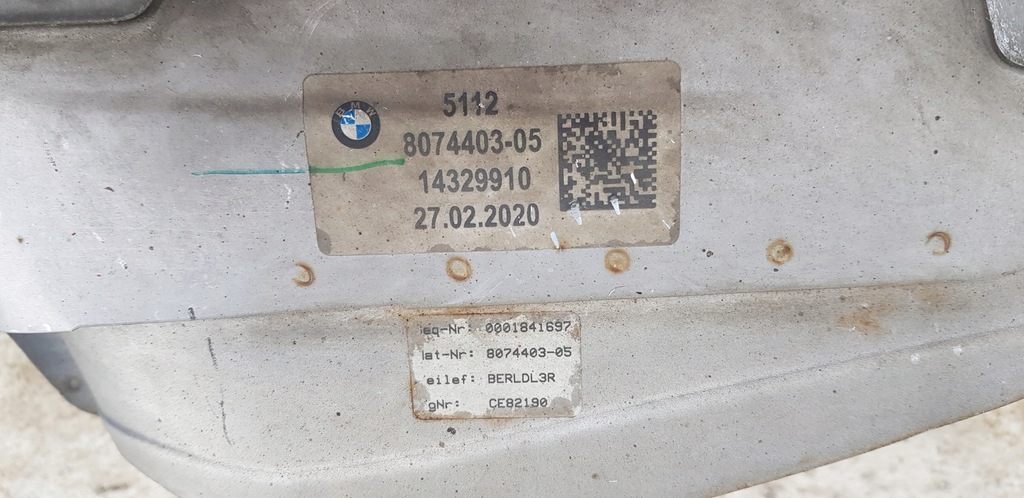 BMW
5112
8074403-05
14329910
27.02.2020
eq-Nr: 0001841697
at-Nr: 8074403-05
eilef: BERLDL3R
gNr: CE82190